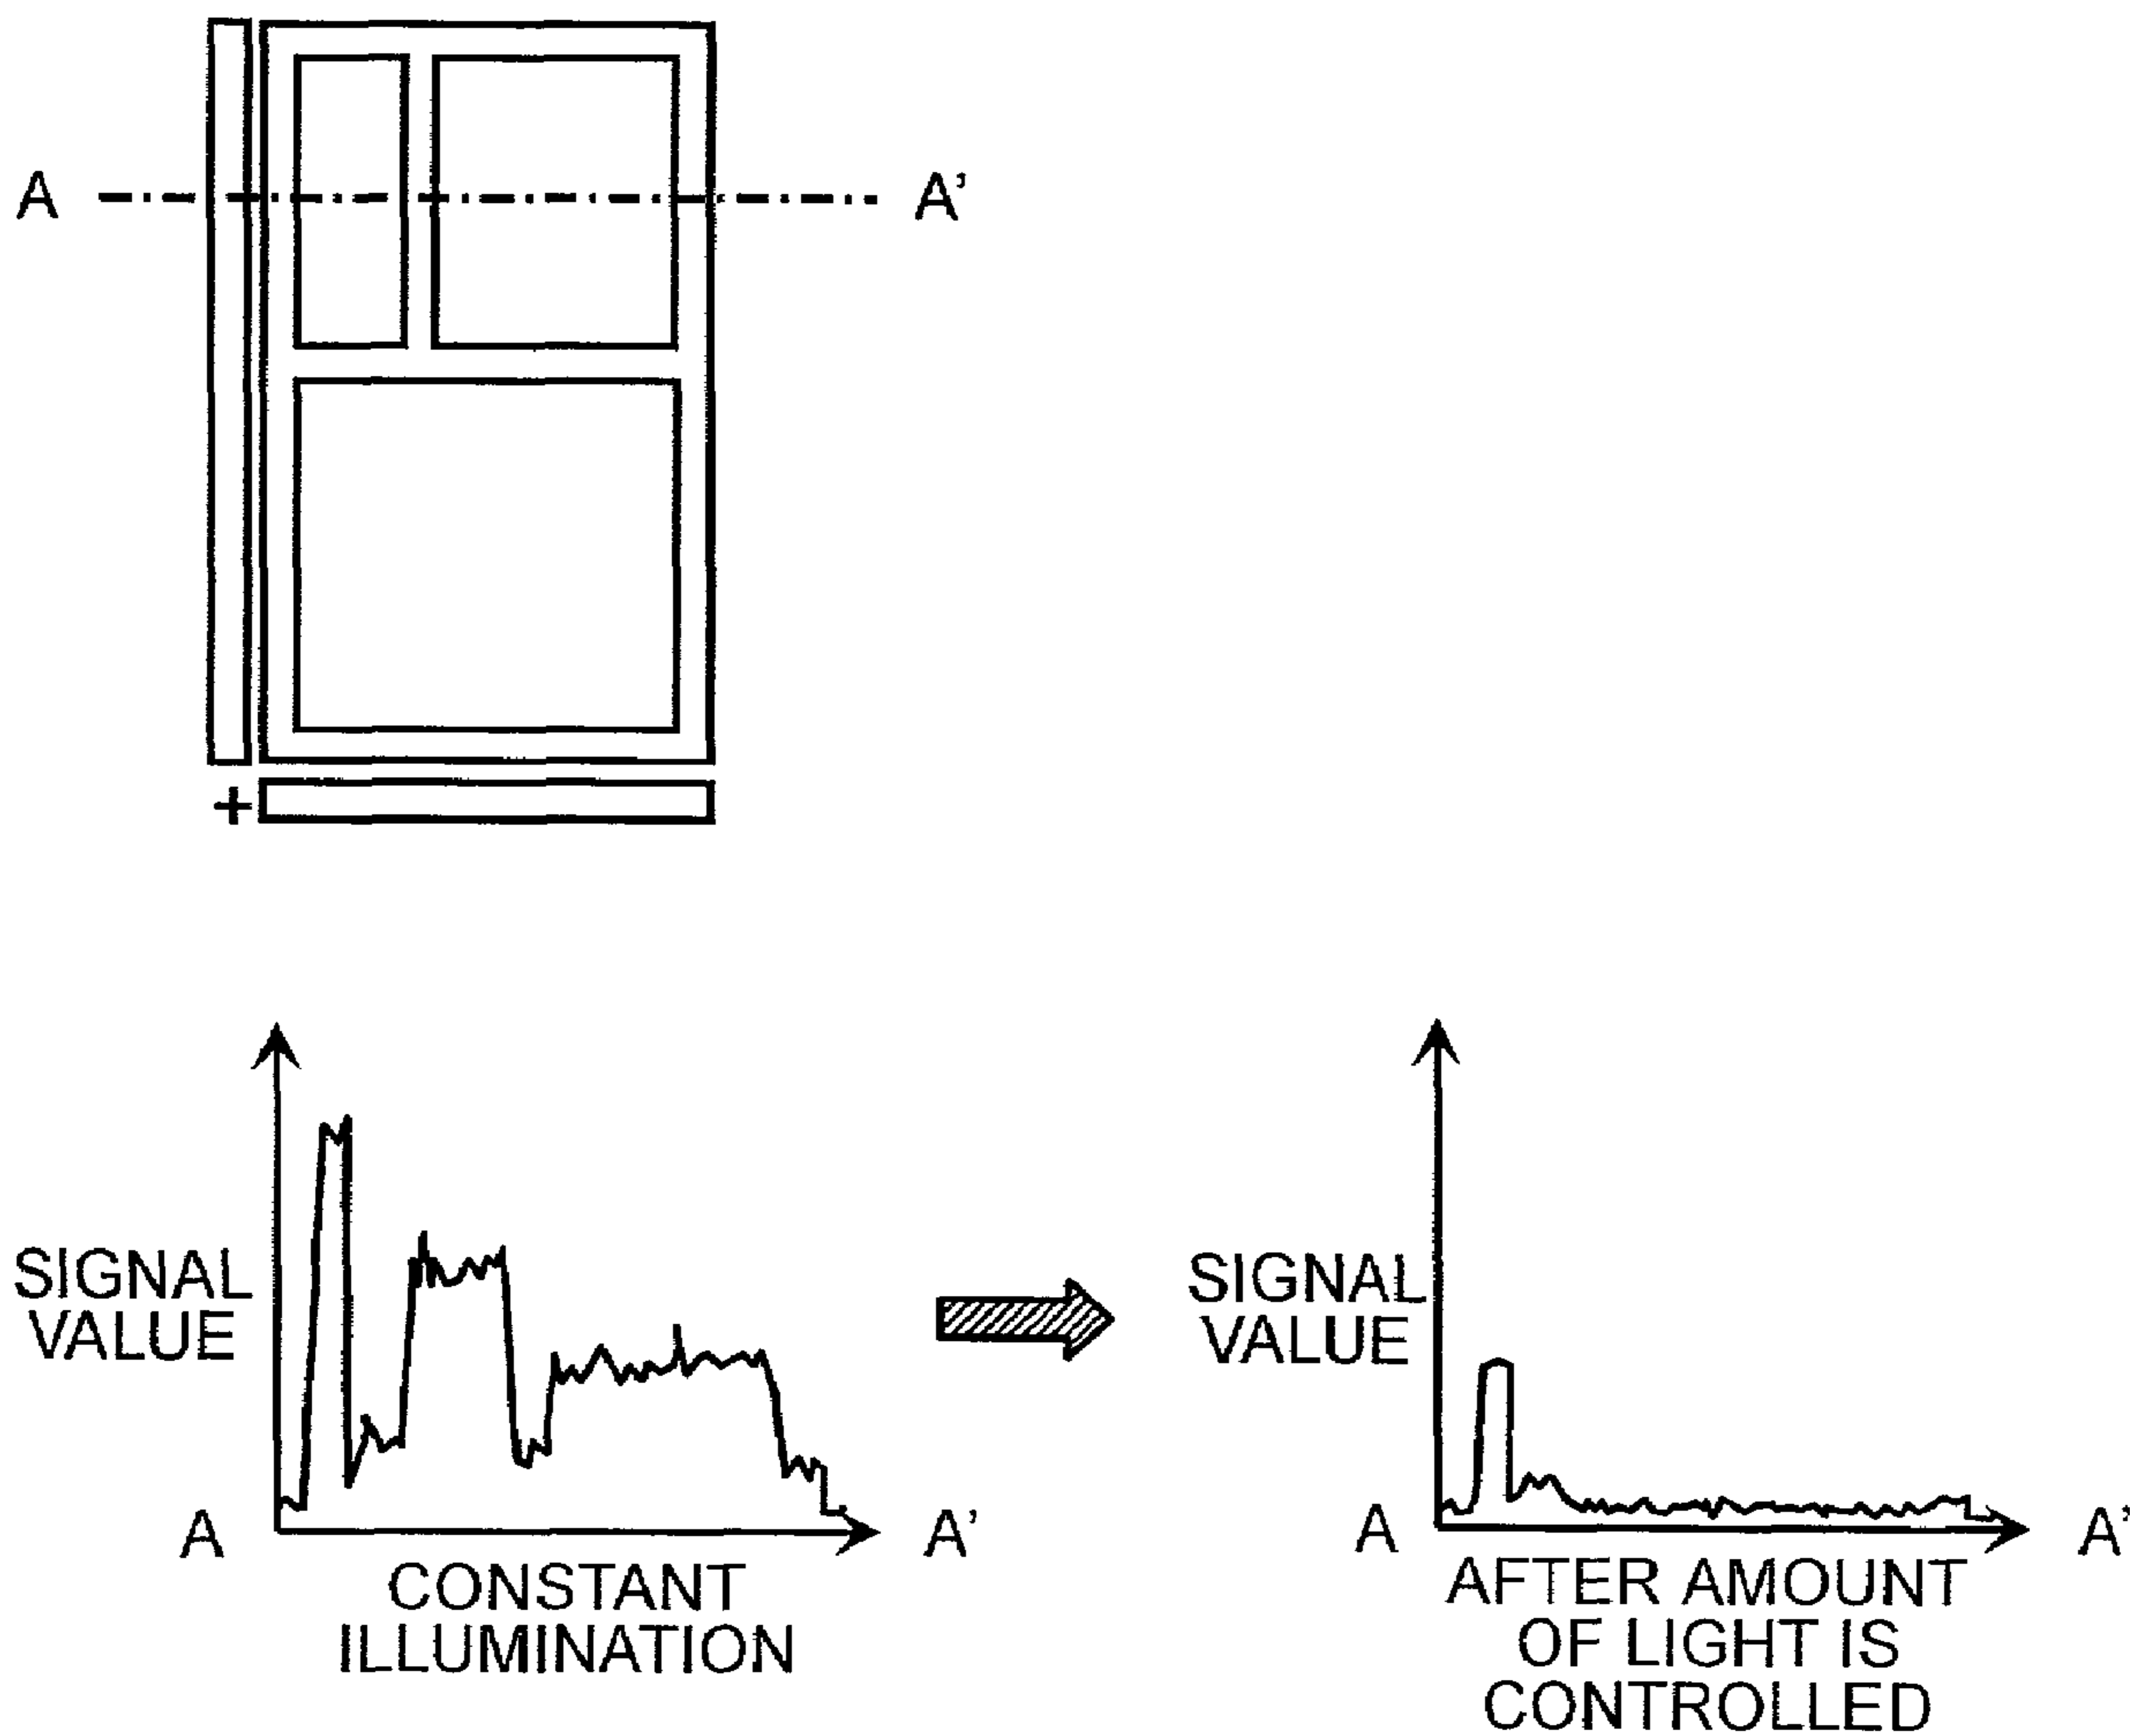 A
A'
+
SIGNAL
VALUE
A
A'
CONSTANT
ILLUMINATION
SIGNAL
VALUE
A
A'
AFTER AMOUNT
OF LIGHT IS
CONTROLLED